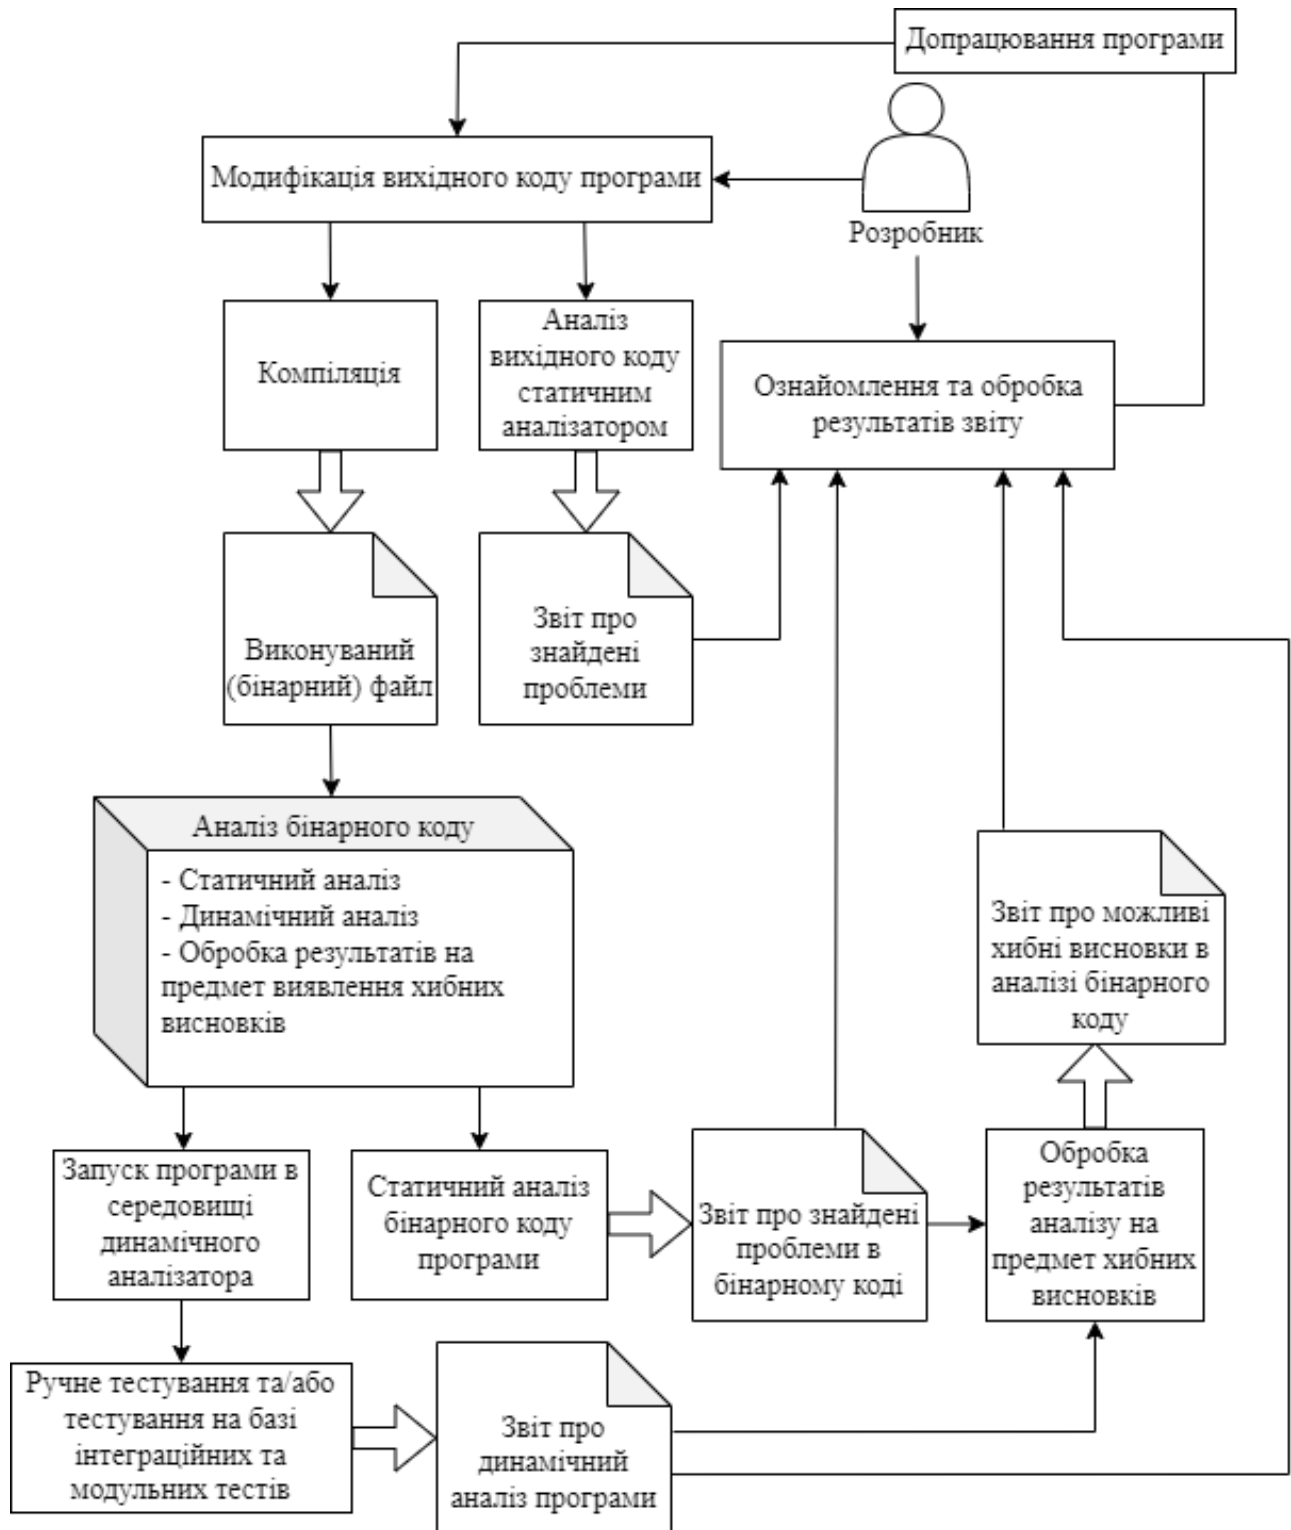 Допрацювання програми
Модифікація вихідного коду програми
Розробник
Компіляція
Аналіз
вихідного коду
статичним
аналізатором
Ознайомлення та обробка
результатів звіту
Виконуваний
(бінарний) файл
Звіт про
знайдені
проблеми
Аналіз бінарного коду
- Статичний аналіз
- Динамічний аналіз
- Обробка результатів на
предмет виявлення хибних
висновків
Звіт про можливі
хибні висновки в
аналізі бінарного
коду
Запуск програми в
середовищі
динамічного
аналізатора
Статичний аналіз
бінарного коду
програми
Звіт про знайдені
проблеми в
бінарному коді
Обробка
результатів
аналізу на
предмет хибних
висновків
Ручне тестування та/або
тестування на базі
інтеграційних та
модульних тестів
Звіт про
динамічний
аналіз програми